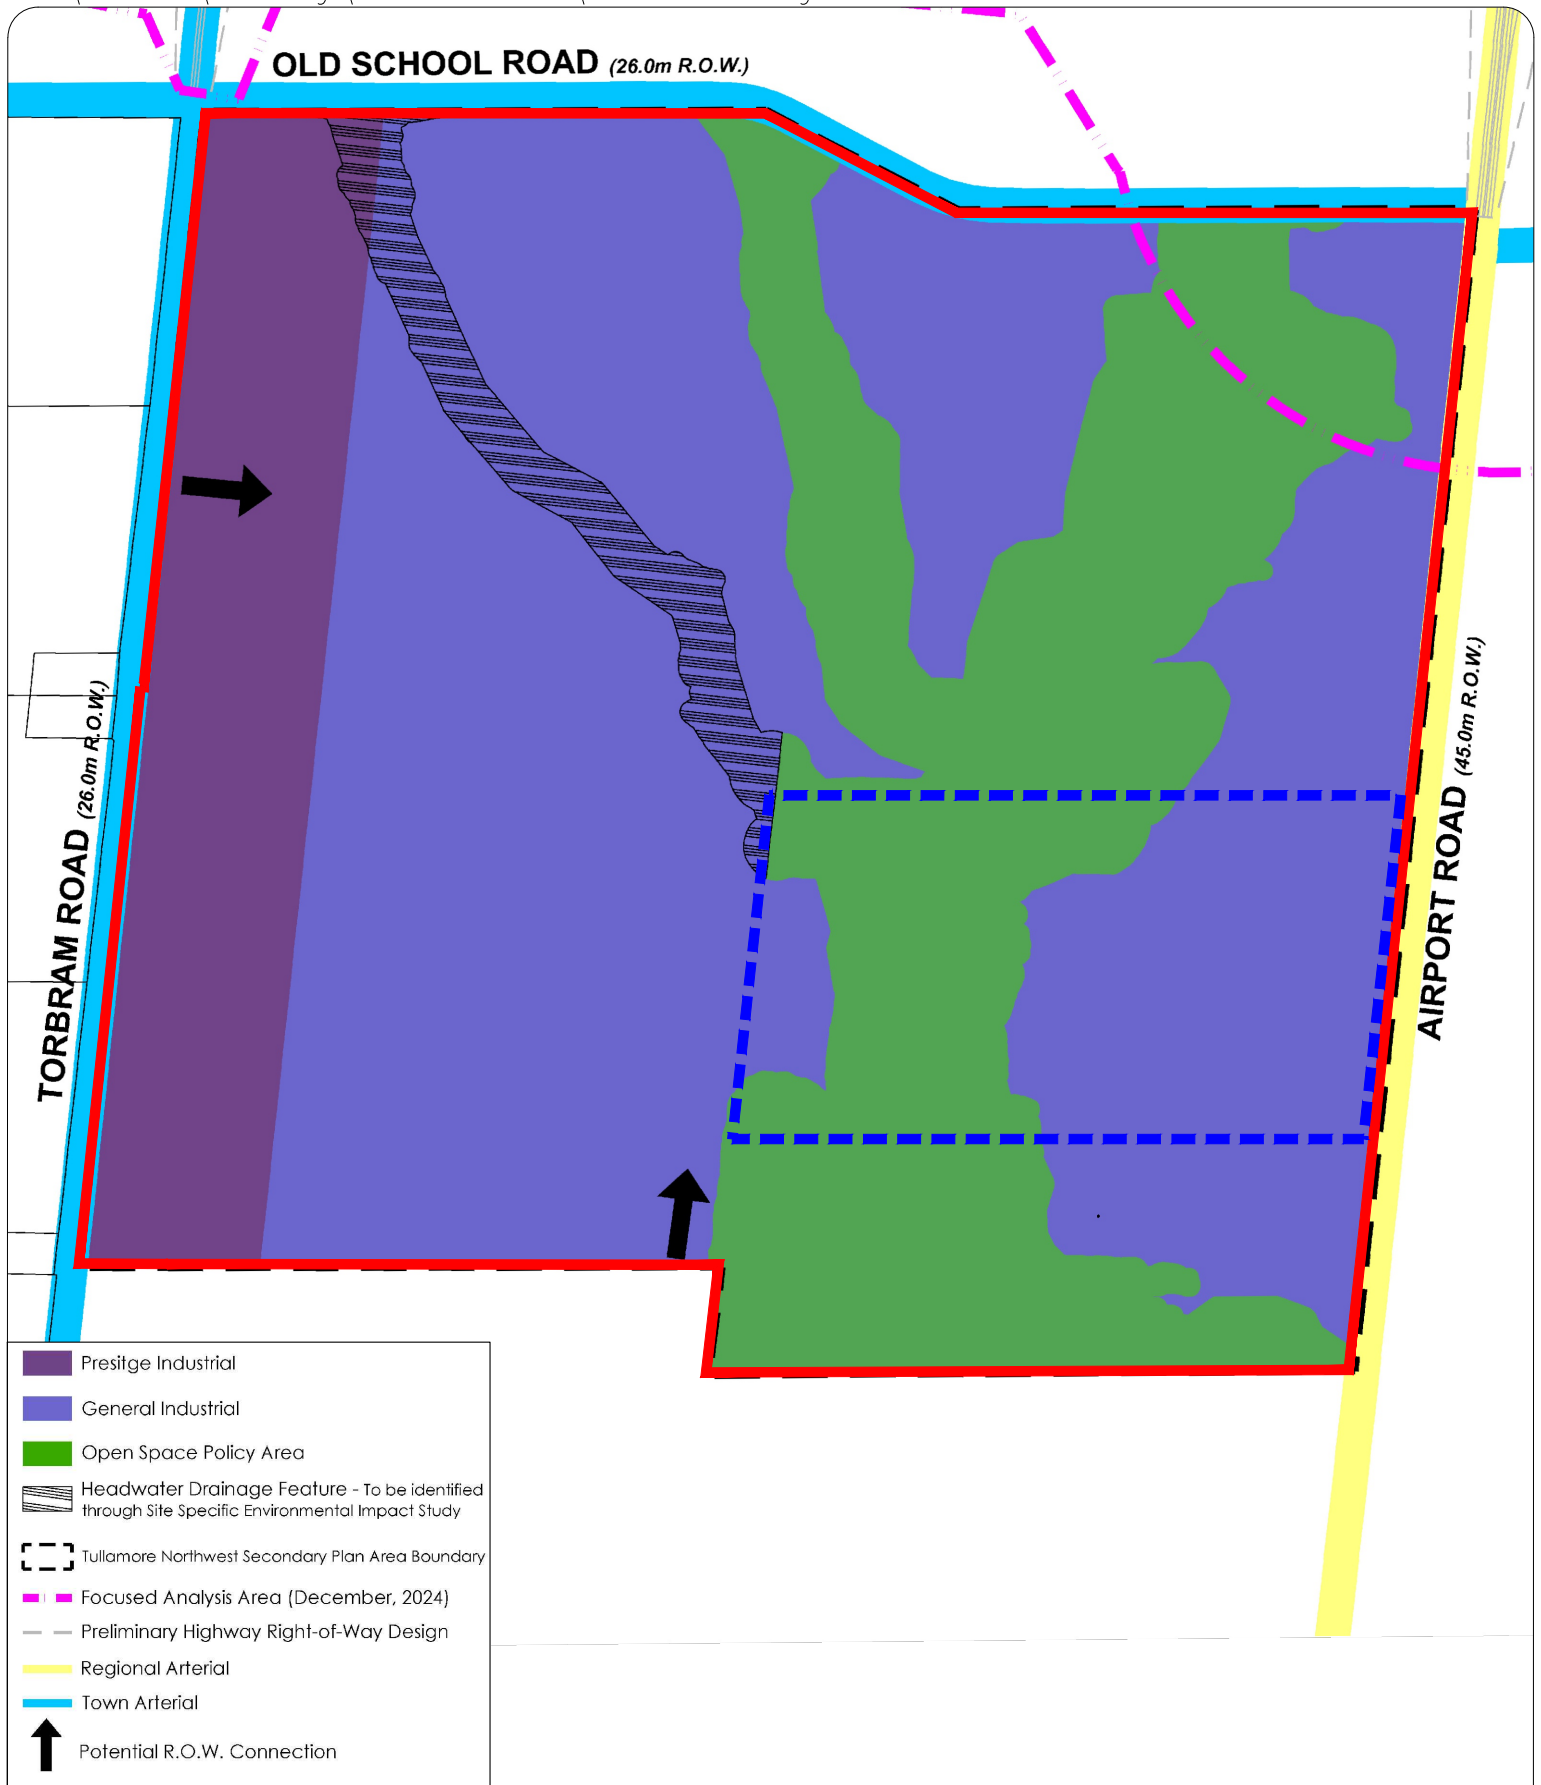 OLD SCHOOL ROAD (26.0m R.O.W.)
TORBRAM ROAD (26.0m R.O.W.)
AIRPORT ROAD (45.0m R.O.W.)
Presitge Industrial
General Industrial
Open Space Policy Area
Headwater Drainage Feature - To be identified
through Site Specific Environmental Impact Study
Tullamore Northwest Secondary Plan Area Boundary
Focused Analysis Area (December, 2024)
Preliminary Highway Right-of-Way Design
Regional Arterial
Town Arterial
Potential R.O.W. Connection